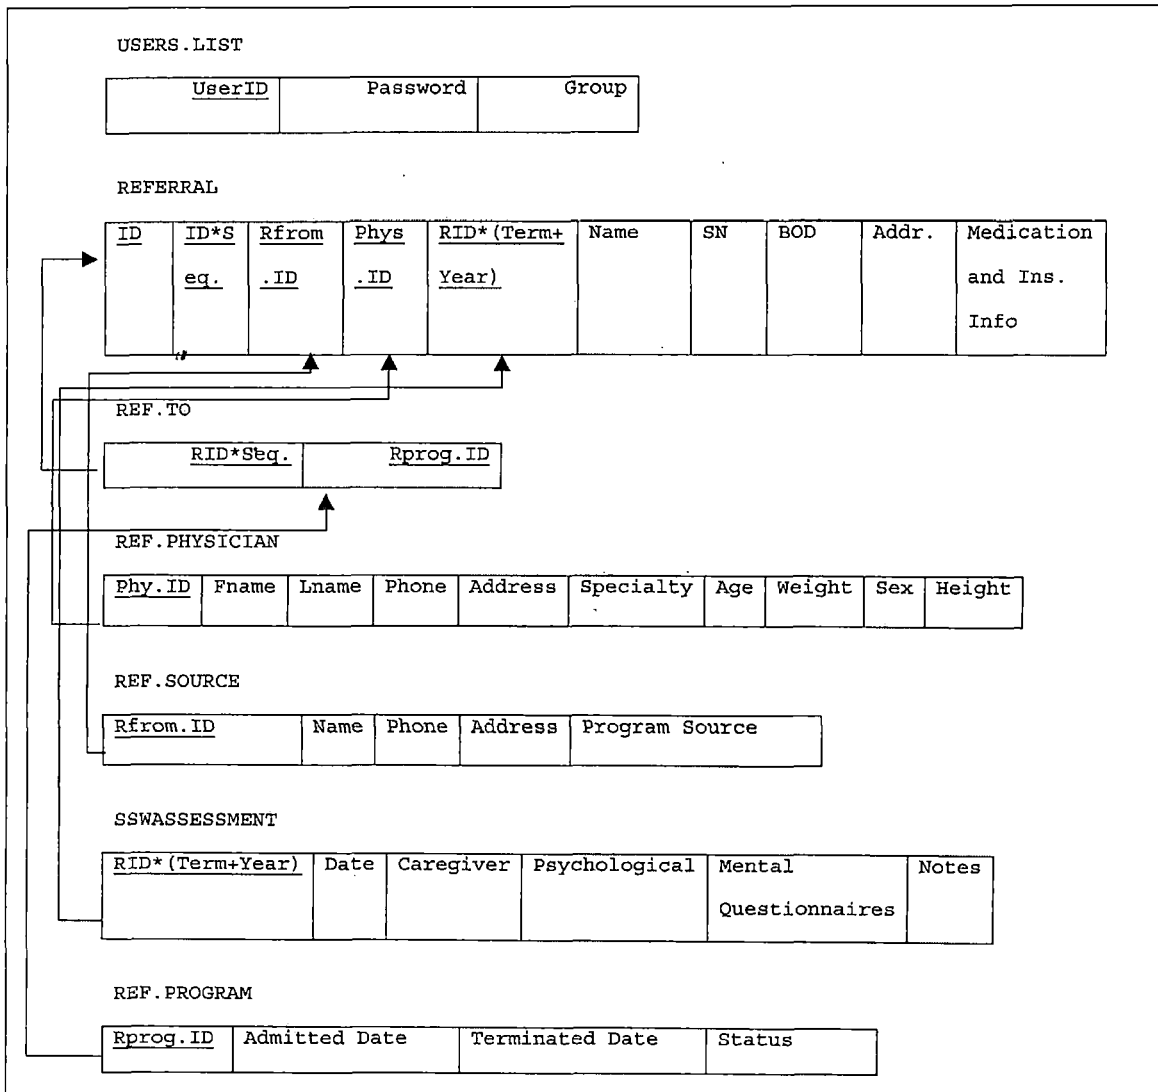 USERS.LIST
UserID Password Group
REFERRAL
ID ID*S Rfrom Phys RID*(Term+ Name SN BOD Addr. Medication
eq. .ID .ID Year) and Ins.
Info
REF.TO
RID*Seq. Rprog.ID
REF.PHYSICIAN
Phy.ID Fname Lname Phone Address Specialty Age Weight Sex Height
REF.SOURCE
Rfrom.ID Name Phone Address Program Source
SSWASSESSMENT
RID*(Term+Year) Date Caregiver Psychological Mental Notes
Questionnaires
REF.PROGRAM
Rprog.ID Admitted Date Terminated Date Status